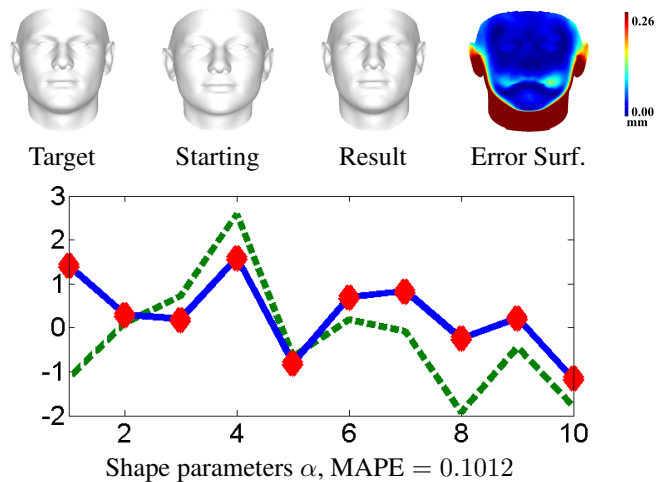 0.26
0.00
mm
Target Starting Result Error Surf.
3
2
1
0
-1
-2
2 4 6 8 10
Shape parameters α, MAPE = 0.1012